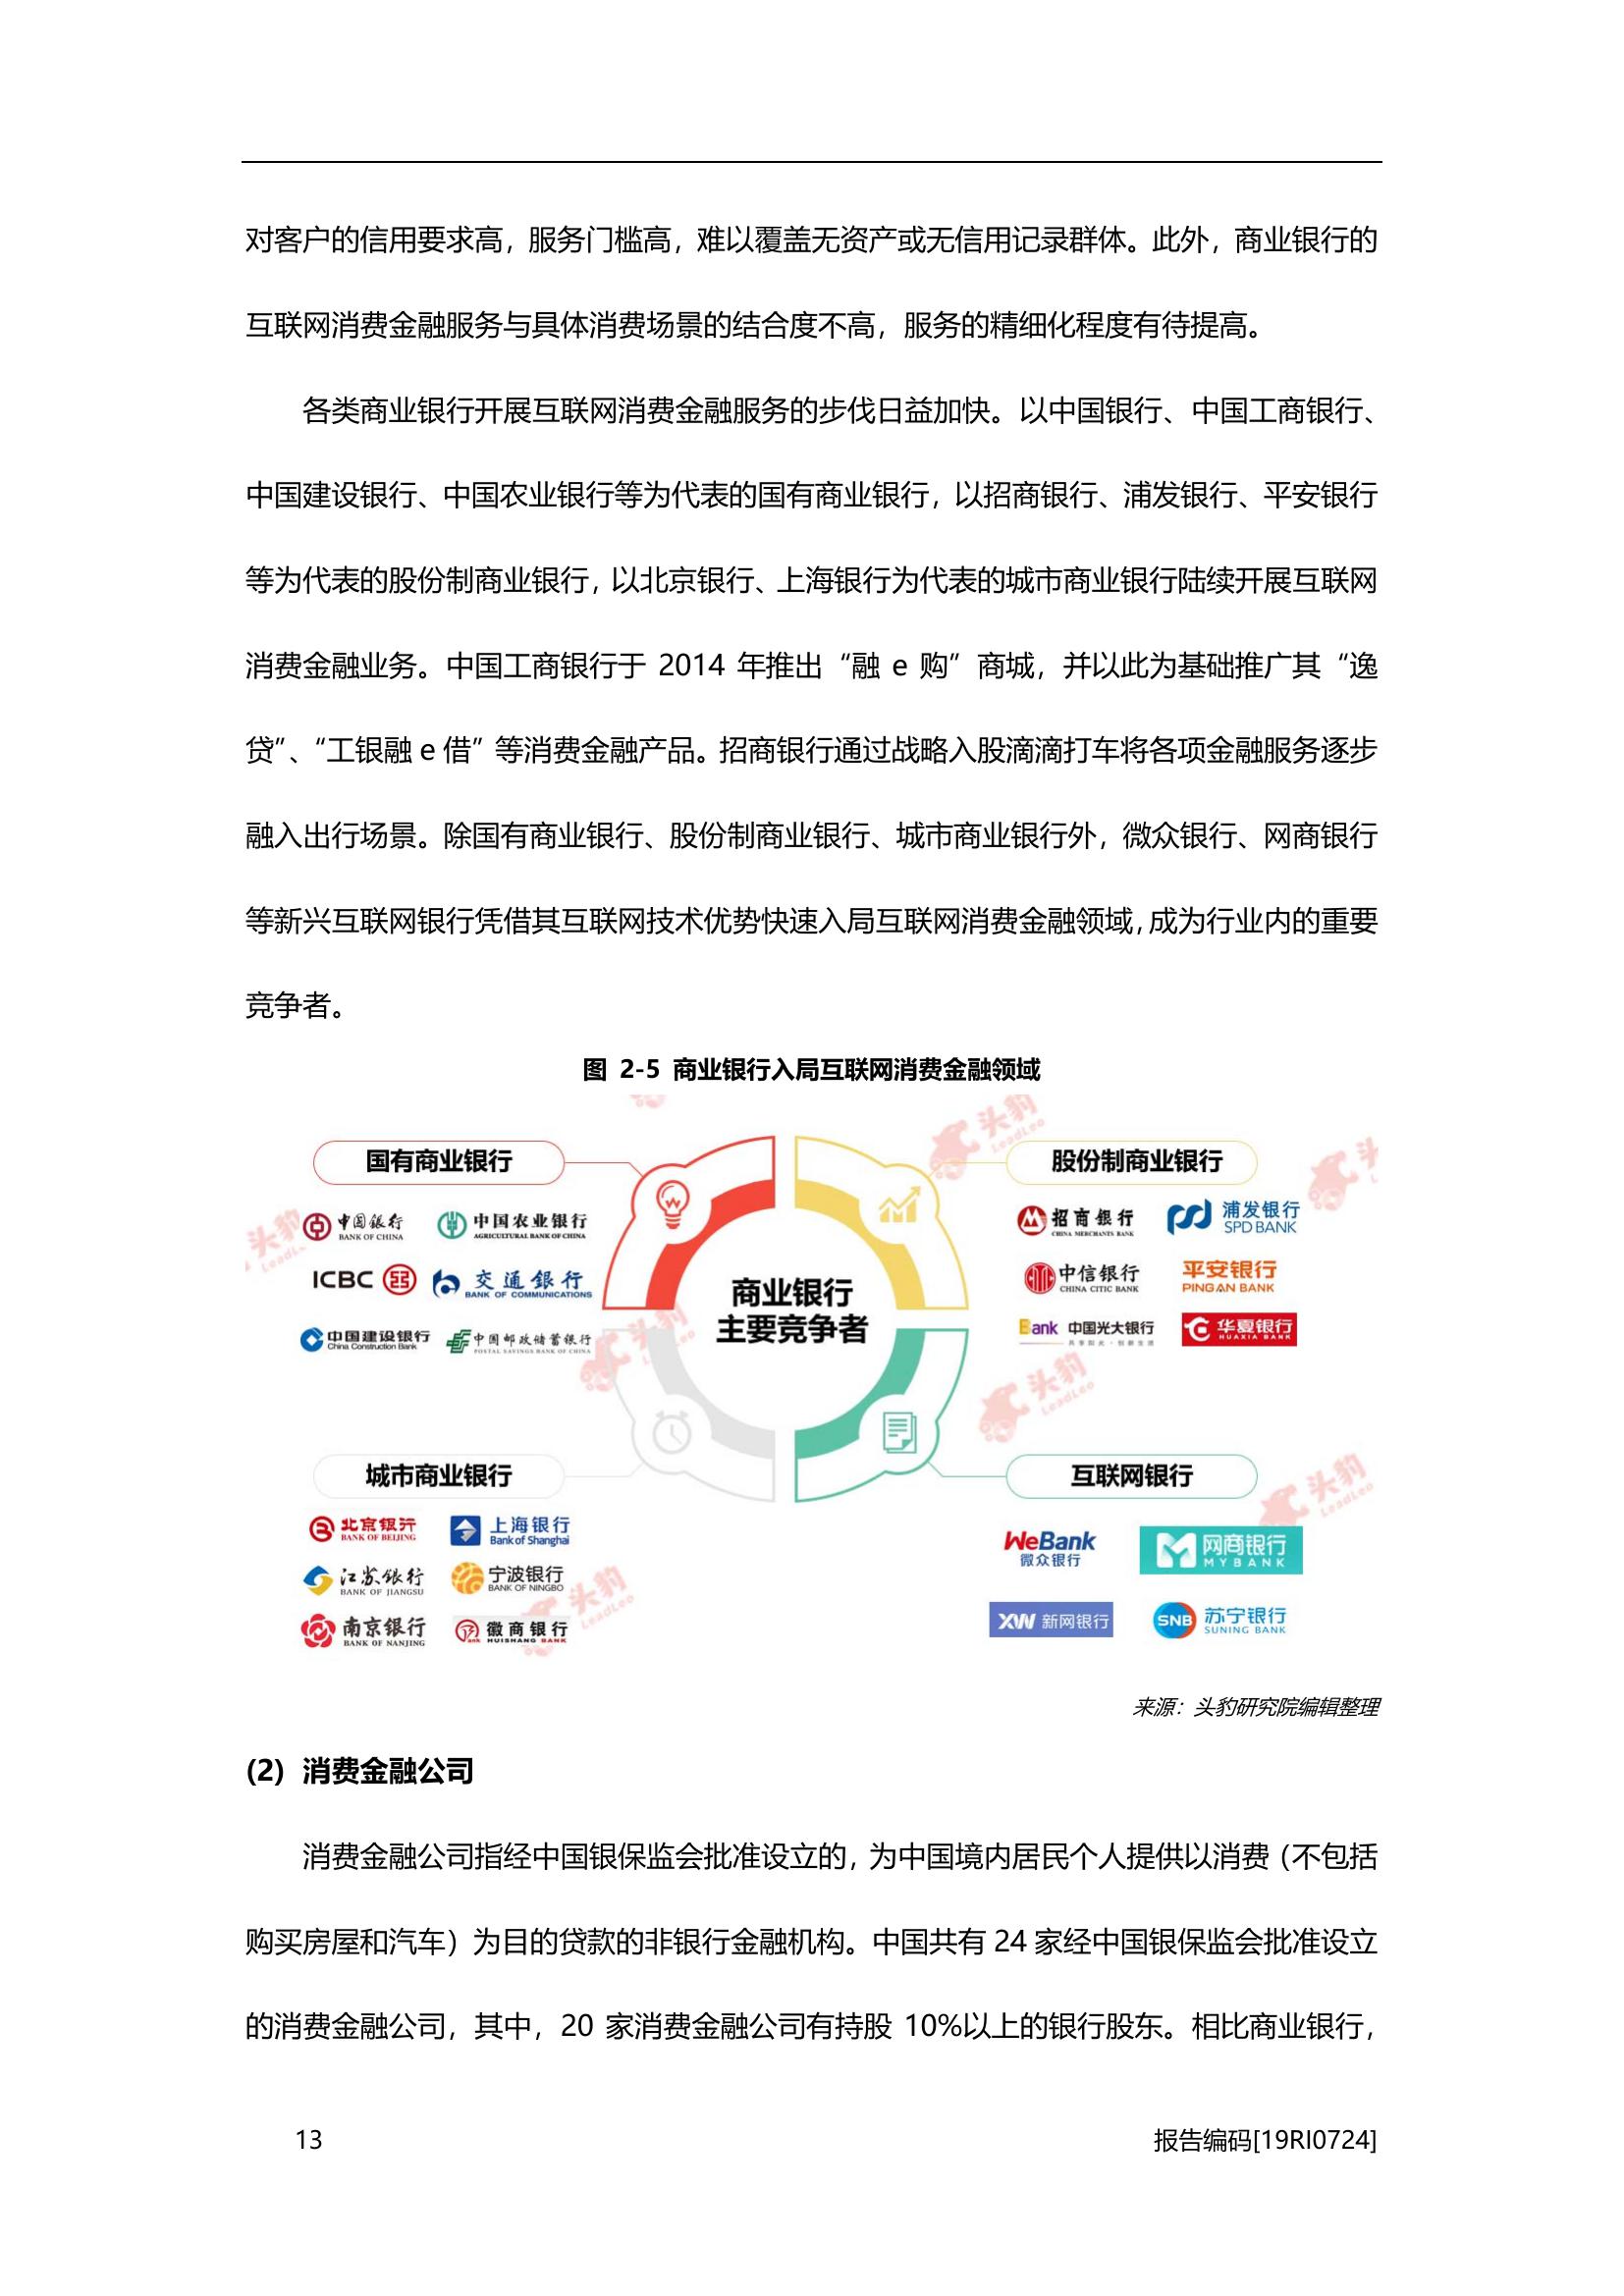 对客户的信用要求高，服务门槛高，难以覆盖无资产或无信用记录群体。此外，商业银行的
互联网消费金融服务与具体消费场景的结合度不高，服务的精细化程度有待提高。
各类商业银行开展互联网消费金融服务的步伐日益加快。以中国银行、中国工商银行、
中国建设银行、中国农业银行等为代表的国有商业银行，以招商银行、浦发银行、平安银行
等为代表的股份制商业银行，以北京银行、上海银行为代表的城市商业银行陆续开展互联网
消费金融业务。中国工商银行于 2014 年推出“融 e 购”商城，并以此为基础推广其“逸
贷”、“工银融 e 借”等消费金融产品。招商银行通过战略入股滴滴打车将各项金融服务逐步
融入出行场景。除国有商业银行、股份制商业银行、城市商业银行外，微众银行、网商银行
等新兴互联网银行凭借其互联网技术优势快速入局互联网消费金融领域，成为行业内的重要
竞争者。
图 2-5 商业银行入局互联网消费金融领域
国有商业银行
中国银行
BANK OF CHINA
中国农业银行
AGRICULTURAL BANK OF CHINA
ICBC
交通銀行
BANK OF COMMUNICATIONS
中国建设银行
China Construction Bank
中国邮政储蓄银行
POSTAL SAVINGS BANK OF CHINA
股份制商业银行
招商银行
CHINA MERCHANTS BANK
浦发银行
SPD BANK
中信银行
CHINA CITIC BANK
平安银行
PINGAN BANK
Bank 中国光大银行
华夏银行
HUAXIA BANK
商业银行
主要竞争者
城市商业银行
北京银行
BANK OF BEIJING
上海银行
Bank of Shanghai
江苏银行
BANK OF JIANGSU
宁波银行
BANK OF NINGBO
南京银行
BANK OF NANJING
徽商银行
HUISHANG BANK
互联网银行
WeBank
微众银行
网商银行
MYBANK
XW 新网银行
SNB 苏宁银行
SUNING BANK
头豹
LeadLeo
来源：头豹研究院编辑整理
(2) 消费金融公司
消费金融公司指经中国银保监会批准设立的，为中国境内居民个人提供以消费（不包括
购买房屋和汽车）为目的贷款的非银行金融机构。中国共有 24 家经中国银保监会批准设立
的消费金融公司，其中，20 家消费金融公司有持股 10%以上的银行股东。相比商业银行，
13
报告编码[19RI0724]